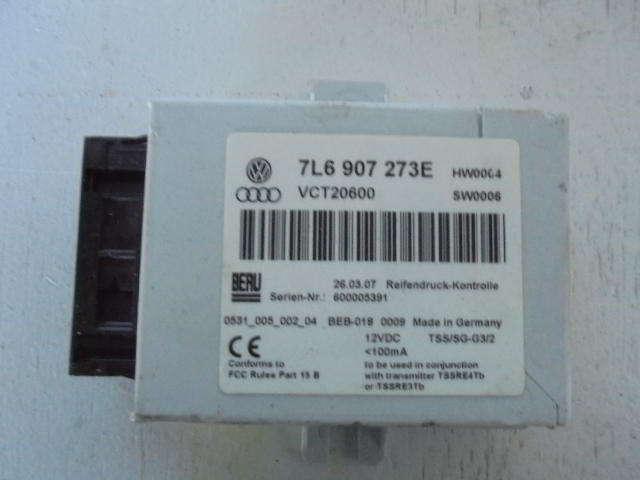 7L6 907 273E HW0004
VCT20600 SW0006
BERU
26.03.07 Reifendruck-Kontrolle
Serien-Nr.: 600005391
0531_005_002_04 BEB-018 0009 Made in Germany
12VDC TSS/SG-G3/2
CE <100mA
Conforms to to be used in conjunction
FCC Rules Part 15 B with transmitter TSSRE4Tb
or TSSRE3Tb